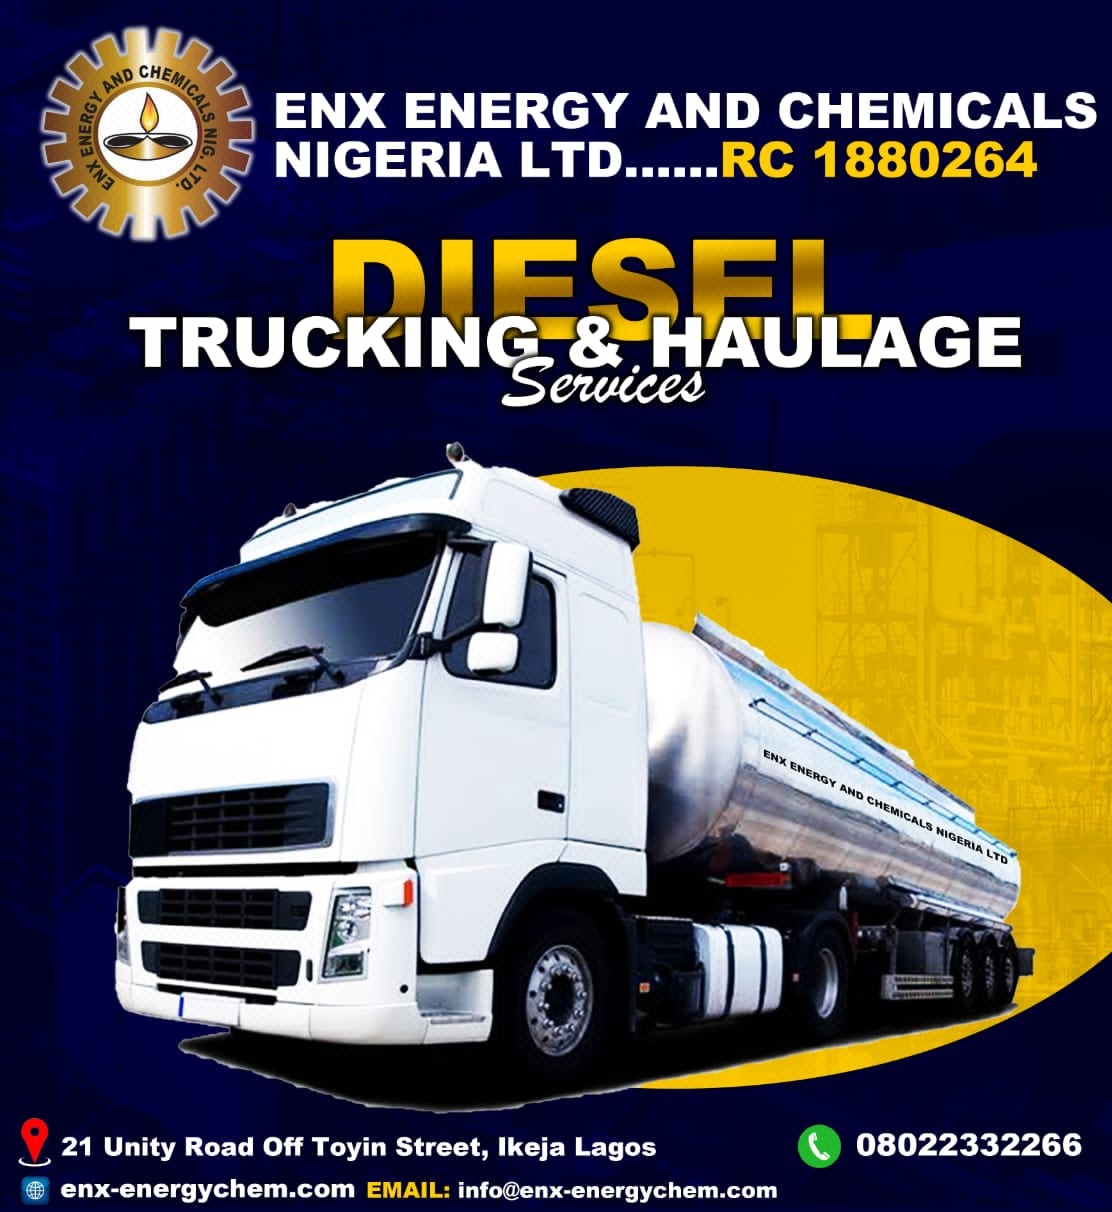 ENX ENERGY AND CHEMICALS NIG. LTD.
ENX ENERGY AND CHEMICALS
NIGERIA LTD......RC 1880264
DIESEL
TRUCKING & HAULAGE
Services
ENX ENERGY AND CHEMICALS NIGERIA LTD
21 Unity Road Off Toyin Street, Ikeja Lagos
08022332266
enx-energychem.com EMAIL: info@enx-energychem.com